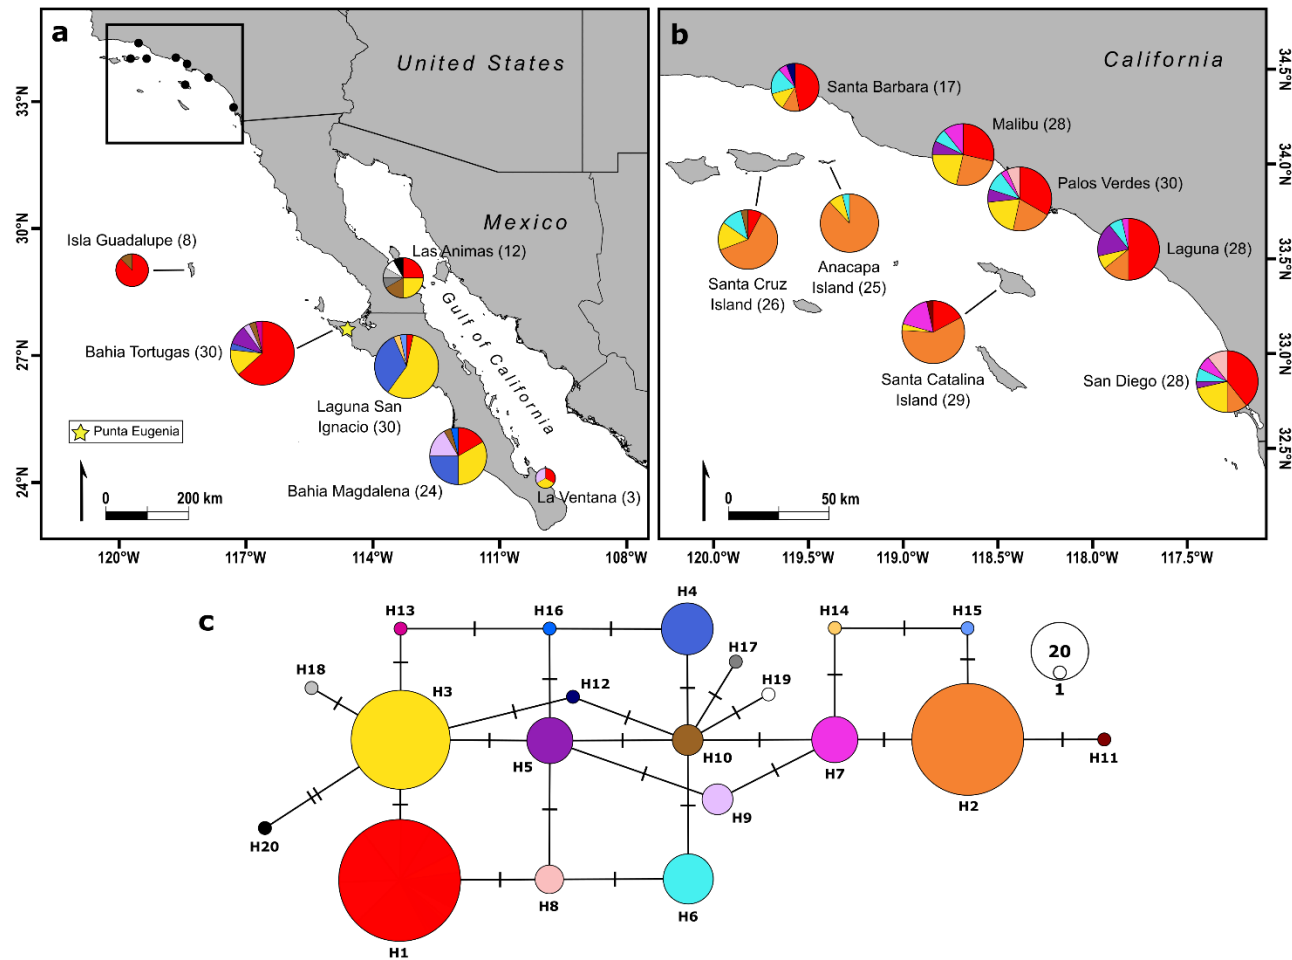 a
United States
Mexico
Isla Guadalupe (8)
Las Animas (12)
Gulf of California
Bahia Tortugas (30)
Laguna San
Ignacio (30)
Punta Eugenia
Bahia Magdalena (24)
La Ventana (3)
0 200 km
33°N
30°N
27°N
24°N
120°W 117°W 114°W 111°W 108°W
b
California
Santa Barbara (17)
Malibu (28)
Palos Verdes (30)
Laguna (28)
Santa Cruz
Island (26)
Anacapa
Island (25)
Santa Catalina
Island (29)
San Diego (28)
0 50 km
34.5°N
34.0°N
33.5°N
33.0°N
32.5°N
120.0°W 119.5°W 119.0°W 118.5°W 118.0°W 117.5°W
c
H13 H16 H4 H14 H15
H17
H18 H3 H12 H19
20
1
H5 H10 H7 H2 H11
H9
H20
H8 H6
H1